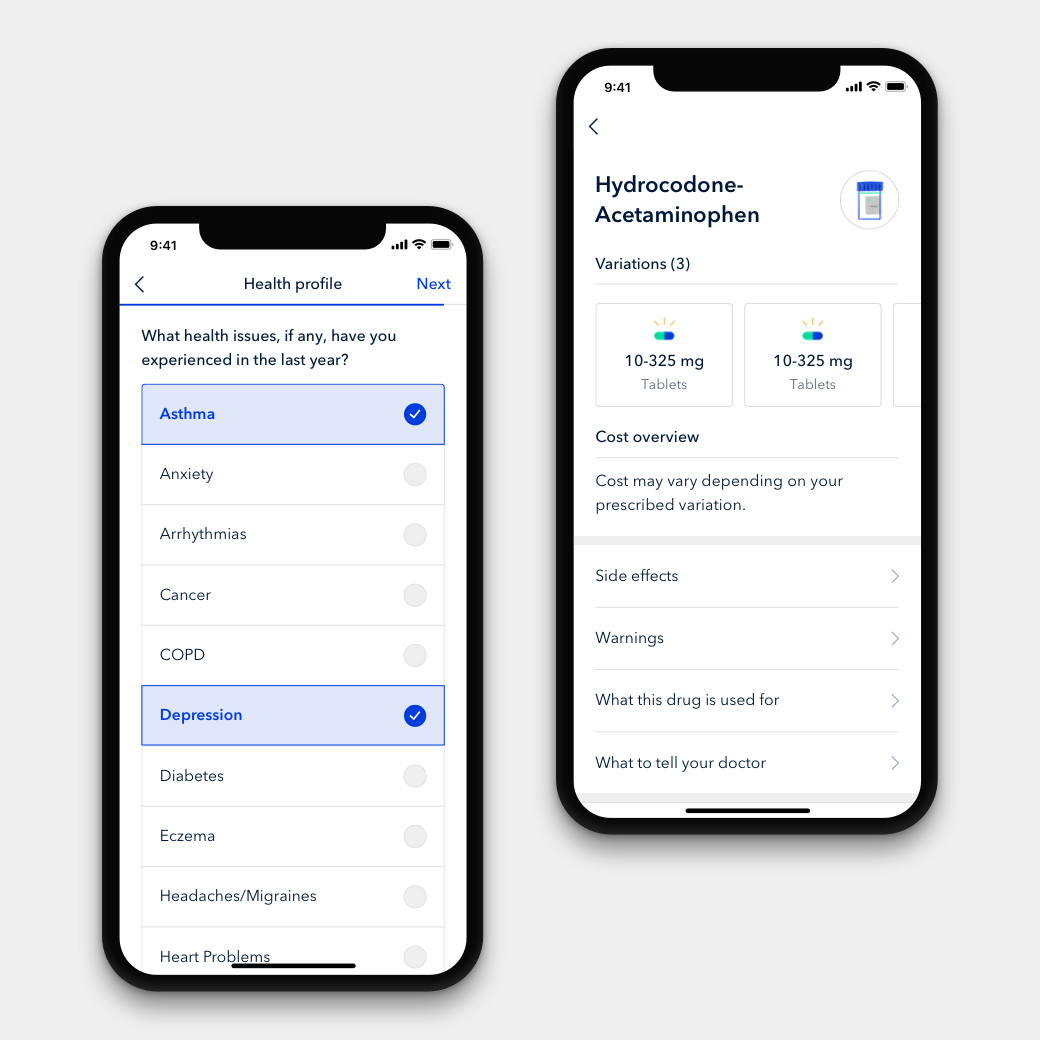 9:41
Health profile
Next
What health issues, if any, have you
experienced in the last year?
Asthma
Anxiety
Arrhythmias
Cancer
COPD
Depression
Diabetes
Eczema
Headaches/Migraines
Heart Problems
9:41
Hydrocodone-
Acetaminophen
Variations (3)
10-325 mg
Tablets
10-325 mg
Tablets
Cost overview
Cost may vary depending on your
prescribed variation.
Side effects
Warnings
What this drug is used for
What to tell your doctor